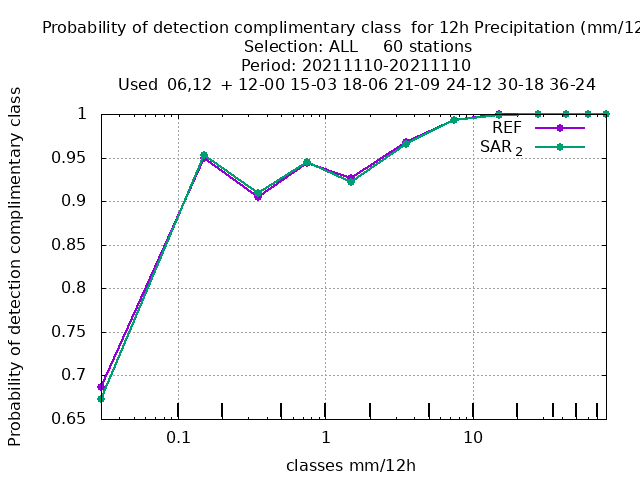 Probability of detection complimentary class for 12h Precipitation (mm/12
Selection: ALL 60 stations
Period: 20211110-20211110
Used 06,12 + 12-00 15-03 18-06 21-09 24-12 30-18 36-24
Probability of detection complimentary class
1
0.95
0.9
0.85
0.8
0.75
0.7
0.65
REF
SAR 2
0.1 1 10
classes mm/12h